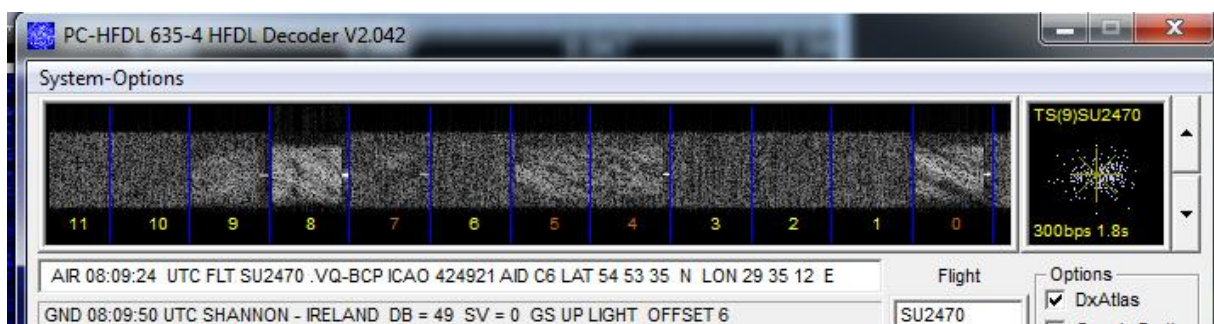 PC-HFDL 635-4 HFDL Decoder V2.042
System-Options
TS(9)SU2470
11 10 9 8 7 6 5 4 3 2 1 0
300bps 1.8s
AIR 08:09:24 UTC FLT SU2470 .VQ-BCP ICAO 424921 AID C6 LAT 54 53 35 N LON 29 35 12 E
Flight
Options
DxAtlas
GND 08:09:50 UTC SHANNON - IRELAND DB = 49 SV = 0 GS UP LIGHT OFFSET 6
SU2470